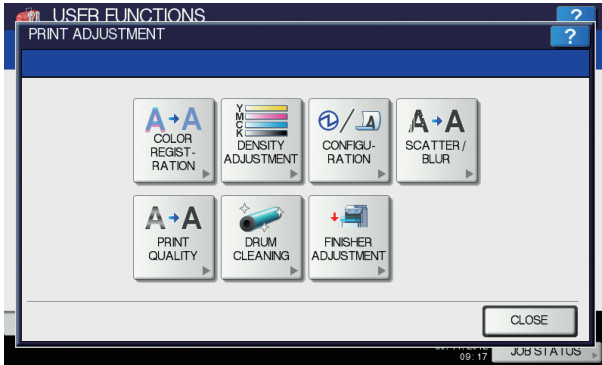 USER FUNCTIONS
?
PRINT ADJUSTMENT
?
A A
COLOR
REGIST-
RATION
Y
M
C
K
DENSITY
ADJUSTMENT
A
CONFIGU-
RATION
A A
SCATTER /
BLUR
A A
PRINT
QUALITY
DRUM
CLEANING
FINISHER
ADJUSTMENT
CLOSE
09:17
JOB STATUS